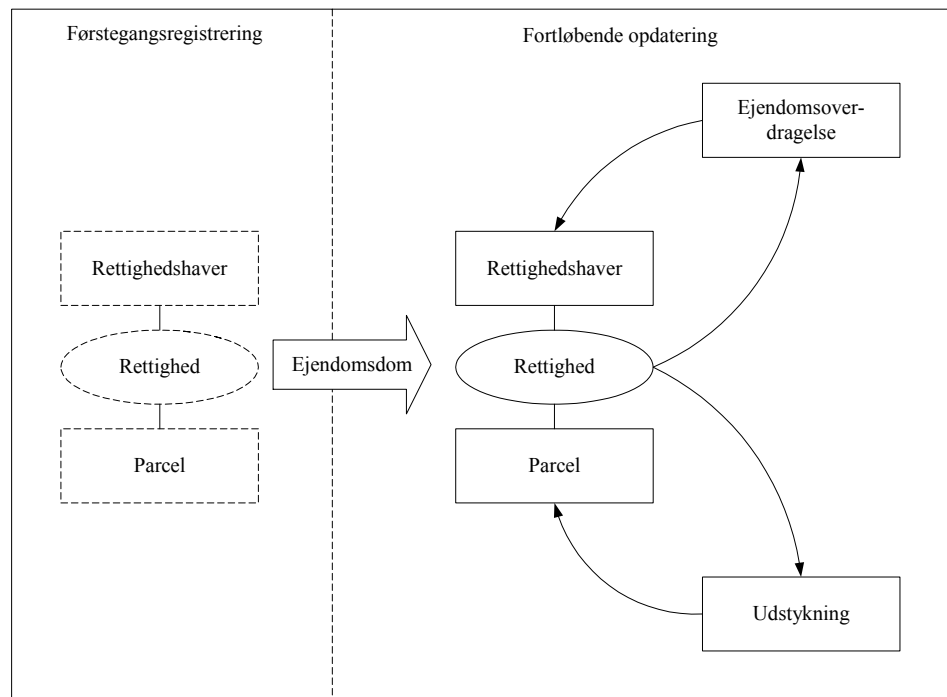 Førstegangsregistrering
Rettighedshaver
Rettighed
Parcel
Ejendomsdom
Fortløbende opdatering
Ejendomsover-
dragelse
Rettighedshaver
Rettighed
Parcel
Udstykning